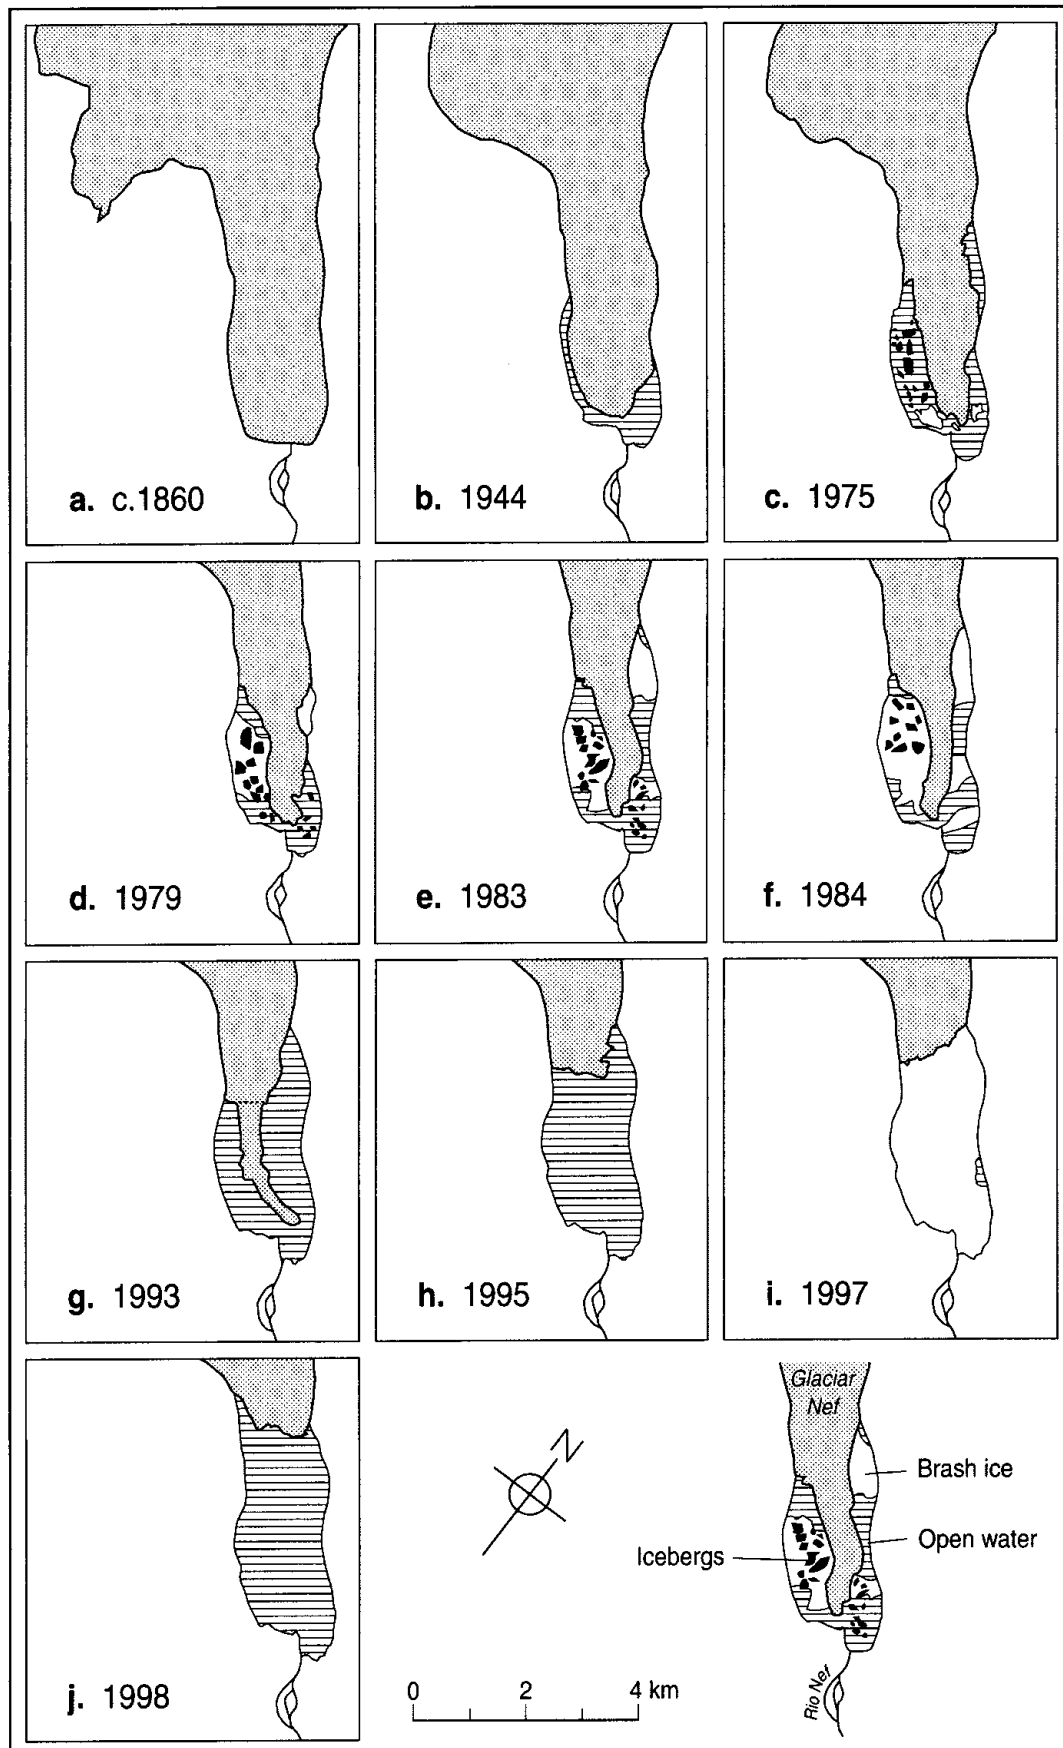 a. c.1860
b. 1944
c. 1975
d. 1979
e. 1983
f. 1984
g. 1993
h. 1995
i. 1997
j. 1998
N
0 2 4 km
Glaciar
Nef
Brash ice
Open water
Icebergs
Rio Nef